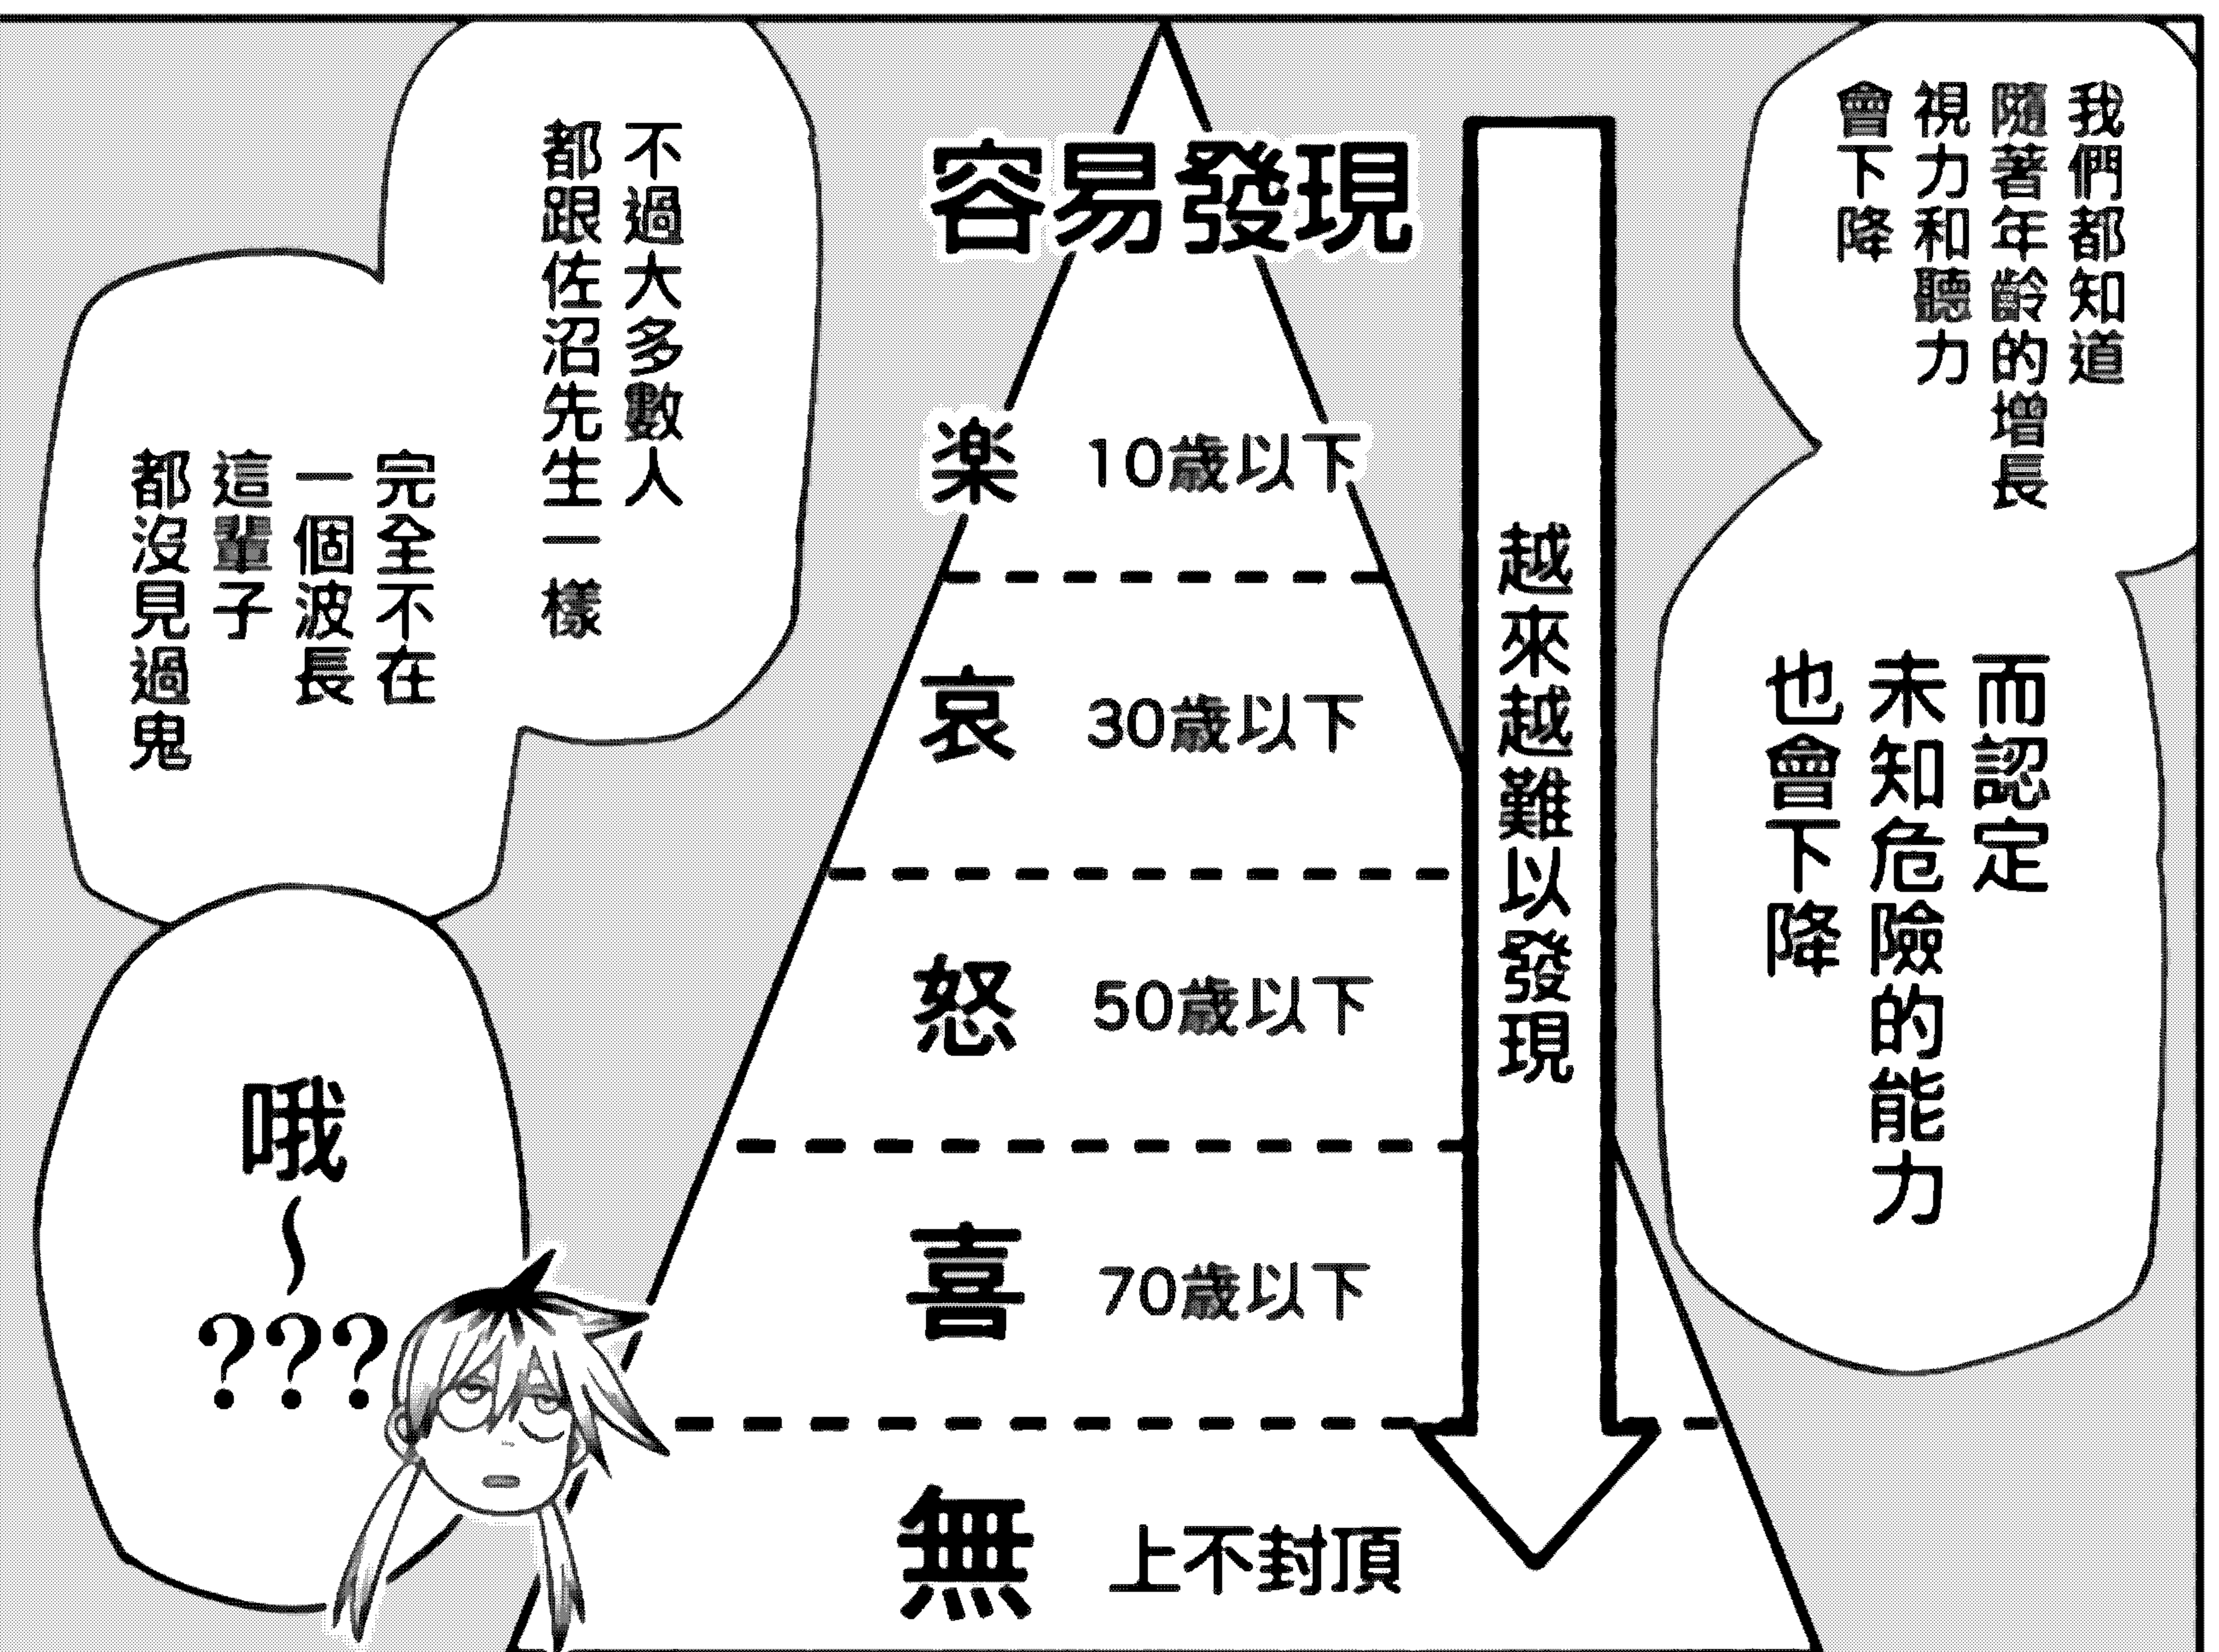 我們都知道
隨著年齡的增長
視力和聽力
會下降
而認定
未知危險的能力
也會下降
容易發現
越來越難以發現
楽 10歳以下
哀 30歳以下
怒 50歳以下
喜 70歳以下
無 上不封頂
不過大多數人
都跟佐沼先生一樣
完全不在
一個波長
這輩子
都沒見過鬼
哦～
???